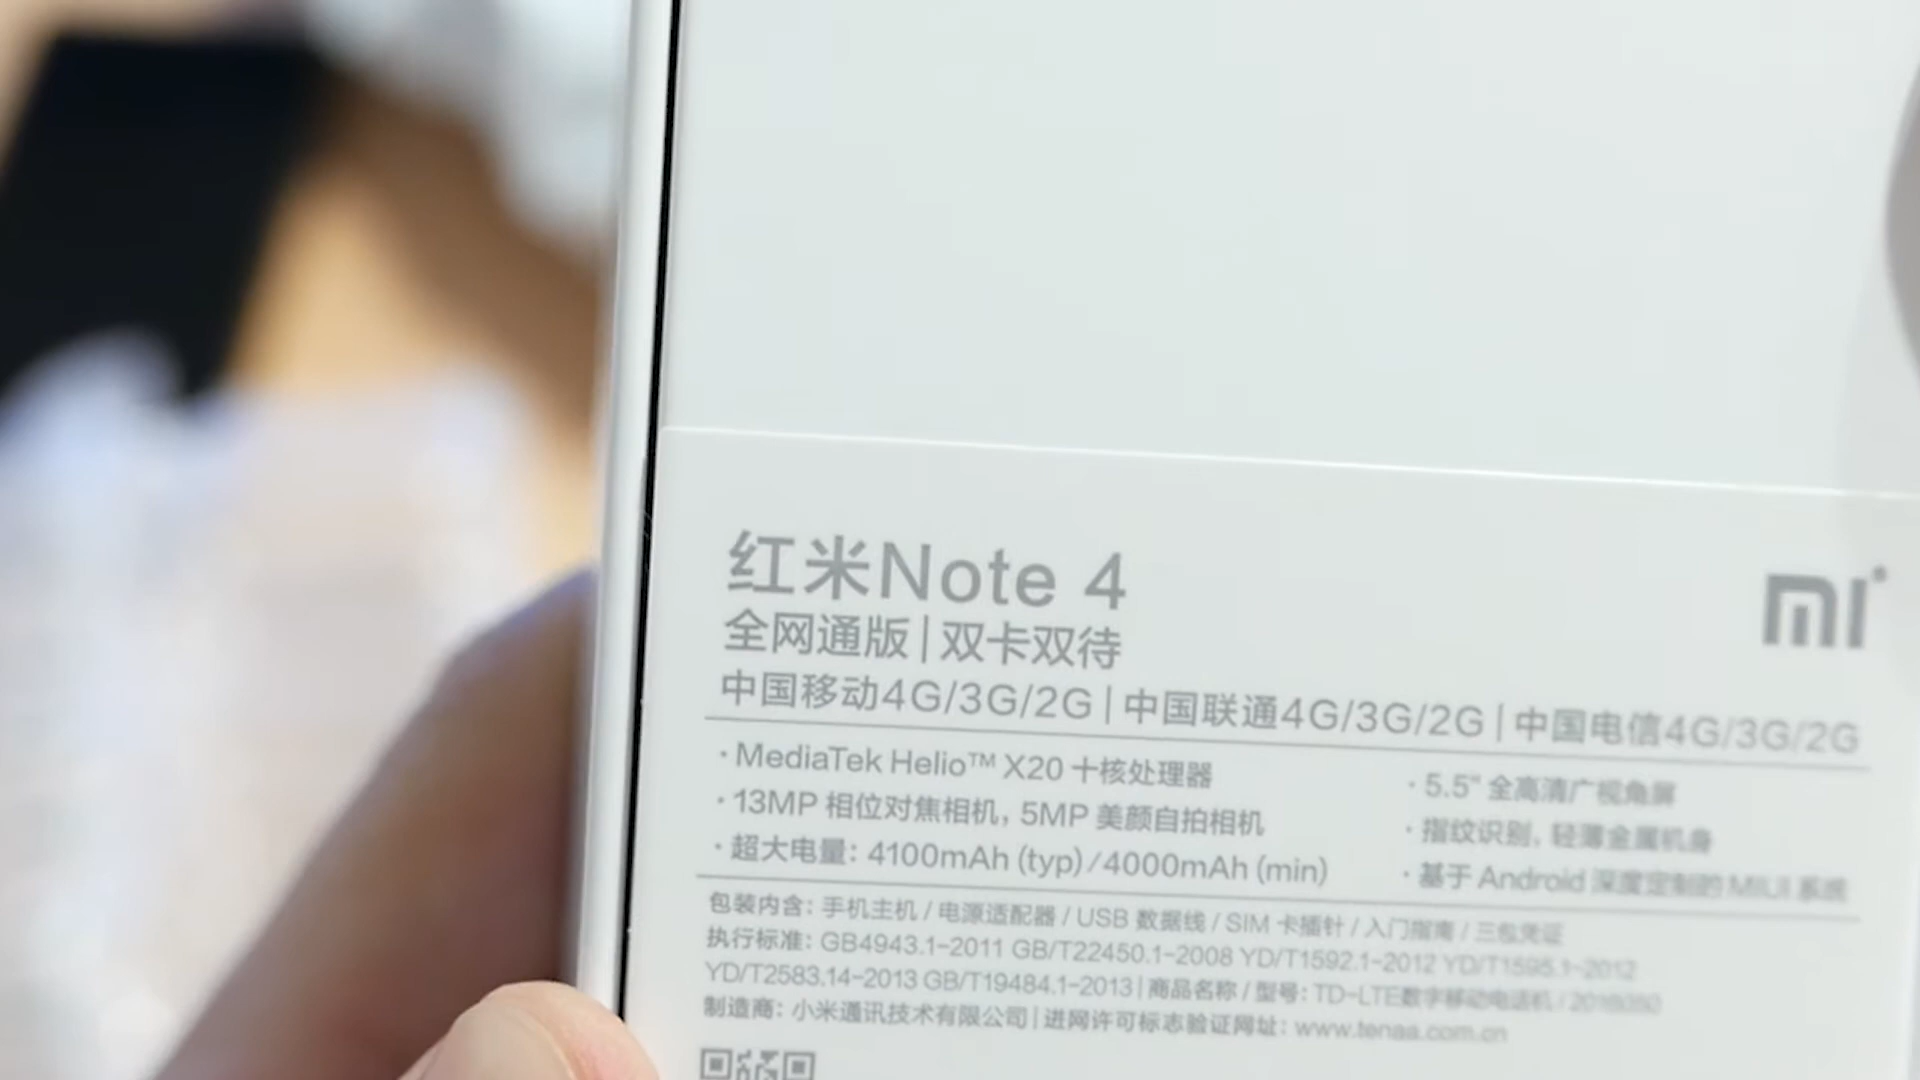 红米Note 4
mi
全网通版|双卡双待
中国移动4G/3G/2G|中国联通4G/3G/2G|中国电信4G/3G/2G
· MediaTek Helio™ X20 十核处理器
· 13MP 相位对焦相机, 5MP 美颜自拍相机
· 超大电量: 4100mAh (typ)/4000mAh (min)
· 5.5" 全高清广视角屏
· 指纹识别, 轻薄金属机身
· 基于 Android 深度定制的 MIUI 系统
包装内含: 手机主机 / 电源适配器 / USB 数据线 / SIM 卡插针 / 入门指南 / 三包凭证
执行标准: GB4943.1-2011 GB/T22450.1-2008 YD/T1592.1-2012 YD/T1595.1-2012
YD/T2583.14-2013 GB/T19484.1-2013|商品名称 / 型号: TD-LTE数字移动电话机 /
制造商: 小米通讯技术有限公司|进网许可标志验证网址: www.tenaa.com.cn